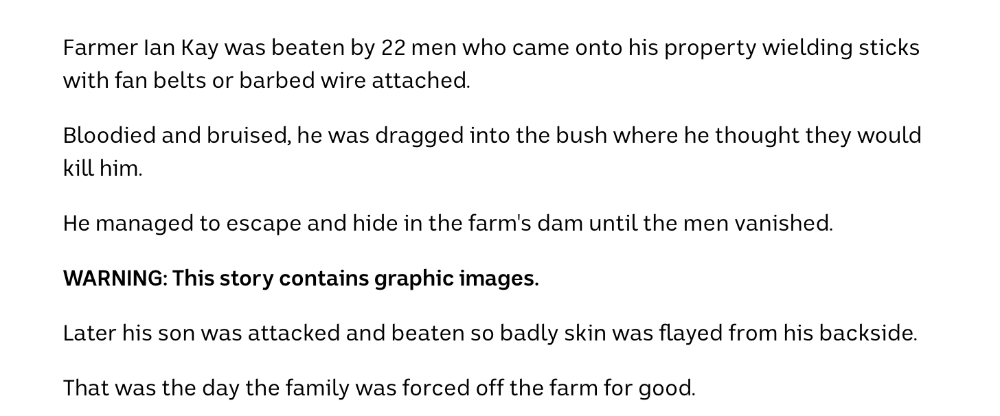 Farmer Ian Kay was beaten by 22 men who came onto his property wielding sticks
with fan belts or barbed wire attached.
Bloodied and bruised, he was dragged into the bush where he thought they would
kill him.
He managed to escape and hide in the farm's dam until the men vanished.
WARNING: This story contains graphic images.
Later his son was attacked and beaten so badly skin was flayed from his backside.
That was the day the family was forced off the farm for good.